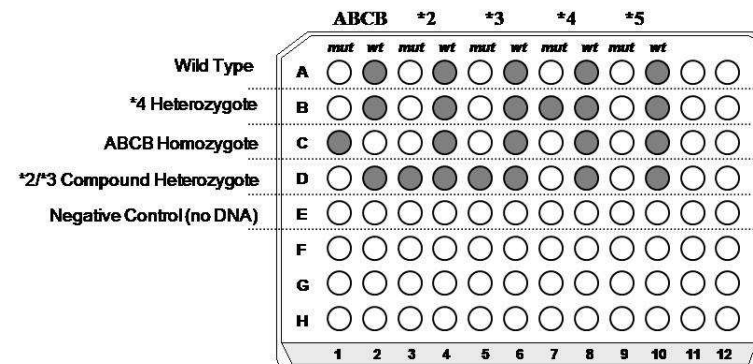 ABCB *2 *3 *4 *5
mut wt mut wt mut wt mut wt mut wt
Wild Type A
*4 Heterozygote B
ABCB Homozygote C
*2/*3 Compound Heterozygote D
Negative Control (no DNA) E
F
G
H
1 2 3 4 5 6 7 8 9 10 11 12